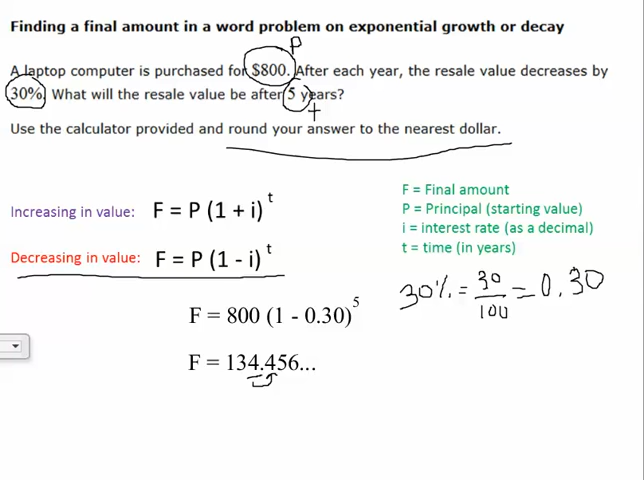 Finding a final amount in a word problem on exponential growth or decay
P
A laptop computer is purchased for $800. After each year, the resale value decreases by
30%. What will the resale value be after 5 years?
t
Use the calculator provided and round your answer to the nearest dollar.
Increasing in value: F = P (1 + i)^t
Decreasing in value: F = P (1 - i)^t
F = Final amount
P = Principal (starting value)
i = interest rate (as a decimal)
t = time (in years)
30% = 30/100 = 0.30
F = 800 (1 - 0.30)^5
F = 134.456...